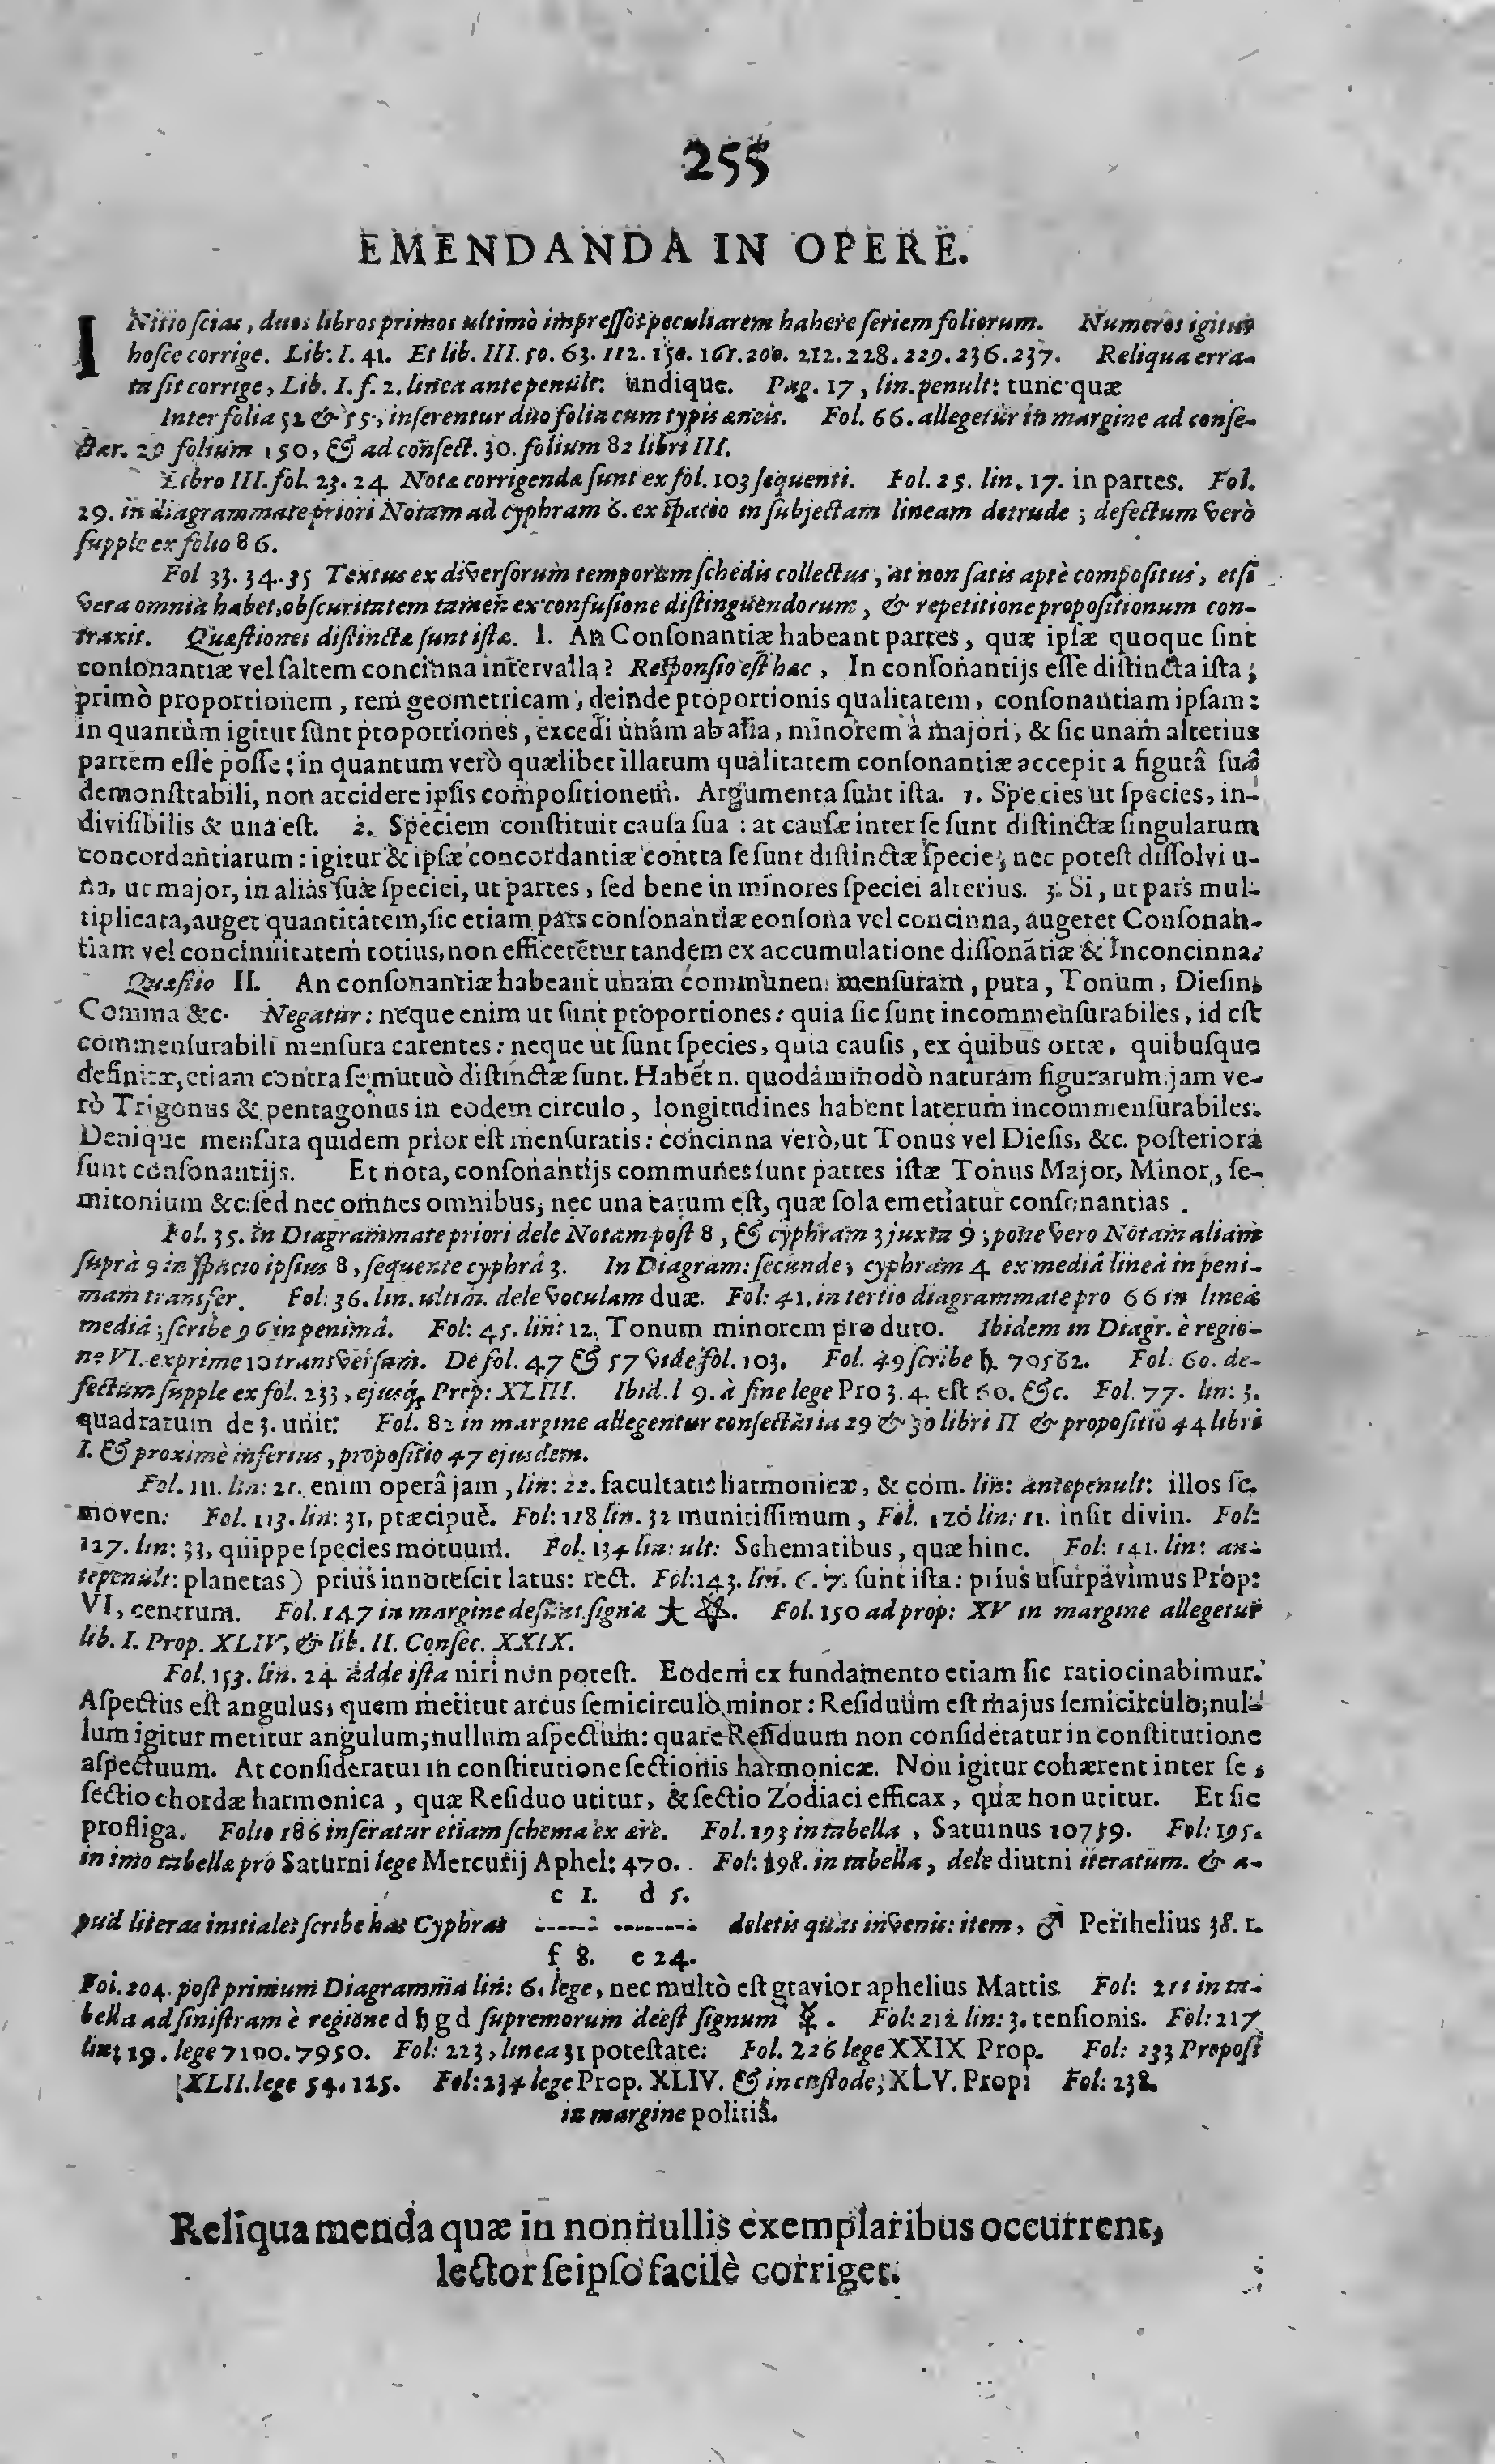 255
EMENDANDA IN OPERE.
INitio ſcias, duos libros primos ultimò impreſſos peculiarem habere ſeriem foliorum. Numeros igitur
hoſce corrige. Lib: I. 41. Et lib. III. 50. 63. 112. 150. 161. 200. 212. 228. 229. 236. 237. Reliqua erra-
ta ſit corrige, Lib. I. f. 2. linea antepenult: undique. Pag. 17, lin. penult: tunc quæ
Inter folia 52 & 55, inſerentur duo folia cum typis æneis. Fol. 66. allegetur in margine ad conſe-
ctar. 29 folium 150, & ad conſect. 30. folium 82 libri III.
Libro III. fol. 23. 24 Notæ corrigendæ ſunt ex fol. 103 ſequenti. Fol. 25. lin. 17. in partes. Fol.
29. in diagrammate priori Notam ad cyphram 6. ex ſpacio in ſubjectam lineam detrude; defectum verò
ſupple ex folio 86.
Fol 33. 34. 35 Textus ex diverſorum temporum ſchedis collectus, at non ſatis aptè compoſitus, etſi
vera omnia habet, obſcuritatem tamen ex confuſione diſtinguendorum, & repetitione propoſitionum con-
traxit. Quæſtiones diſtinctæ ſunt iſtæ. I. An Conſonantiæ habeant partes, quæ ipſæ quoque ſint
conſonantiæ vel ſaltem concinna intervalla? Reſponſio eſt hæc, In conſonantijs eſſe diſtincta iſta;
primò proportionem, rem geometricam, deinde proportionis qualitatem, conſonantiam ipſam:
in quantùm igitur ſunt proportiones, excedi unam ab alia, minorem à majori, & ſic unam alterius
partem eſſe poſſe; in quantum verò quælibet illarum qualitatem conſonantiæ accepit a figurâ ſuâ
demonſtrabili, non accidere ipſis compoſitionem. Argumenta ſunt iſta. 1. Species ut ſpecies, in-
diviſibilis & una eſt. 2. Speciem conſtituit cauſa ſua: at cauſæ inter ſe ſunt diſtinctæ ſingularum
concordantiarum: igitur & ipſæ concordantiæ contra ſe ſunt diſtinctæ ſpecie; nec poteſt diſſolvi u-
na, ut major, in alias ſuæ ſpeciei, ut partes, ſed bene in minores ſpeciei alterius. 3. Si, ut pars mul-
tiplicata, auget quantitatem, ſic etiam pars conſonantiæ conſona vel concinna, augeret Conſonan-
tiam vel concinnitatem totius, non efficerētur tandem ex accumulatione diſſonātiæ & Inconcinna.
Quæſtio II. An conſonantiæ habeant unam communem menſuram, puta, Tonum, Dieſin,
Comma &c. Negatur: neque enim ut ſunt proportiones: quia ſic ſunt incommenſurabiles, id eſt
commenſurabili menſura carentes: neque ut ſunt ſpecies, quia cauſis, ex quibus ortæ, quibuſque
definitæ, etiam contra ſe mutuò diſtinctæ ſunt. Habēt n. quodāmmodò naturam figurarum: jam ve-
rò Trigonus & pentagonus in eodem circulo, longitudines habent laterum incommenſurabiles.
Denique menſura quidem prior eſt menſuratis: concinna verò, ut Tonus vel Dieſis, &c. poſteriora
ſunt conſonantijs. Et nota, conſonantijs communes ſunt partes iſtæ Tonus Major, Minor, ſe-
mitonium &c: ſed nec omnes omnibus, nec una earum eſt, quæ ſola emetiatur conſonantias.
Fol. 35. in Diagrammate priori dele Notam poſt 8, & cyphram 3 juxta 9; pone vero Notam aliam
ſuprà 9 in ſpacio ipſius 8, ſequente cyphrâ 3. In Diagram: ſecundo, cyphram 4 ex mediâ lineâ in peni-
mam transfer. Fol: 36. lin. ultim. dele voculam duæ. Fol: 41. in tertio diagrammate pro 66 in lineâ
mediâ; ſcribe 96 in penimâ. Fol: 45. lin: 12. Tonum minorem pro duto. Ibidem in Diagr. è regio-
ne VI. exprime 10 transverſam. De fol. 47 & 57 vide fol. 103. Fol. 49 ſcribe ♄. 70562. Fol: 60. de-
fectum ſupple ex fol. 233, ejusq́; Prop: XLIII. Ibid. l 9. à fine lege Pro 3. 4. eſt 60. &c. Fol. 77. lin: 3.
quadratum de 3. unit: Fol. 82 in margine allegentur conſectaria 29 & 30 libri II & propoſitio 44 libri
I. & proximè inferius, propoſitio 47 ejusdem.
Fol. 111. lin: 21. enim operâ jam, lin: 22. facultatis harmonicæ, & com. lin: antepenult: illos ſe.
moven: Fol. 113. lin: 31, præcipuè. Fol: 118 lin. 32 munitiſſimum, Fol. 120 lin: 11. inſit divin. Fol:
127. lin: 33, quippe ſpecies motuum. Fol. 134 lin: ult: Schematibus, quæ hinc. Fol: 141. lin: an-
tepenult: planetas) prius innoteſcit latus: rect. Fol: 143. lin. 6. 7. ſunt iſta: prius uſurpavimus Prop:
VI, centrum. Fol. 147 in margine deſunt ſigna ★ ⛤. Fol. 150 ad prop: XV in margine allegetur
lib. I. Prop. XLIV, & lib. II. Conſec. XXIX.
Fol. 153. lin. 24. adde iſta niri non poteſt. Eodem ex fundamento etiam ſic ratiocinabimur.
Aſpectus eſt angulus, quem metitur arcus ſemicirculo minor: Reſiduum eſt majus ſemicirculo; nul-
lum igitur metitur angulum; nullum aſpectum: quare Reſiduum non conſideratur in conſtitutione
aſpectuum. At conſideratur in conſtitutione ſectionis harmonicæ. Non igitur cohærent inter ſe,
ſectio chordæ harmonica, quæ Reſiduo utitur, & ſectio Zodiaci efficax, quæ non utitur. Et ſic
profliga. Folio 186 inſeratur etiam ſchema ex ære. Fol. 193 in tabella, Saturnus 10759. Fol: 195.
in imo tabellæ pro Saturni lege Mercurij Aphel: 470. Fol: 198. in tabella, dele diutni iteratum. & a-
c 1. d 5.
pud literas initiales ſcribe has Cyphras ------ -------- deletis quas invenis: item, ♂ Perihelius 38. 1.
f 8. e 24.
Fol. 204. poſt primum Diagramma lin: 6. lege, nec multò eſt gravior aphelius Martis. Fol: 211 in ta-
bella ad ſiniſtram è regione d ♄ g d ſupremorum deeſt ſignum ☿. Fol: 212 lin: 3. tenſionis. Fol: 217
lin: 19. lege 7100. 7950. Fol: 223, linea 31 poteſtate: Fol. 226 lege XXIX Prop. Fol: 233 Propoſ
XLII. lege 54. 125. Fol: 234 lege Prop. XLIV. & in cuſtode, XLV. Propi Fol: 238.
in margine politiâ.
Reliqua menda quæ in nonnullis exemplaribus occurrent,
lector ſeipſo facilè corriget.